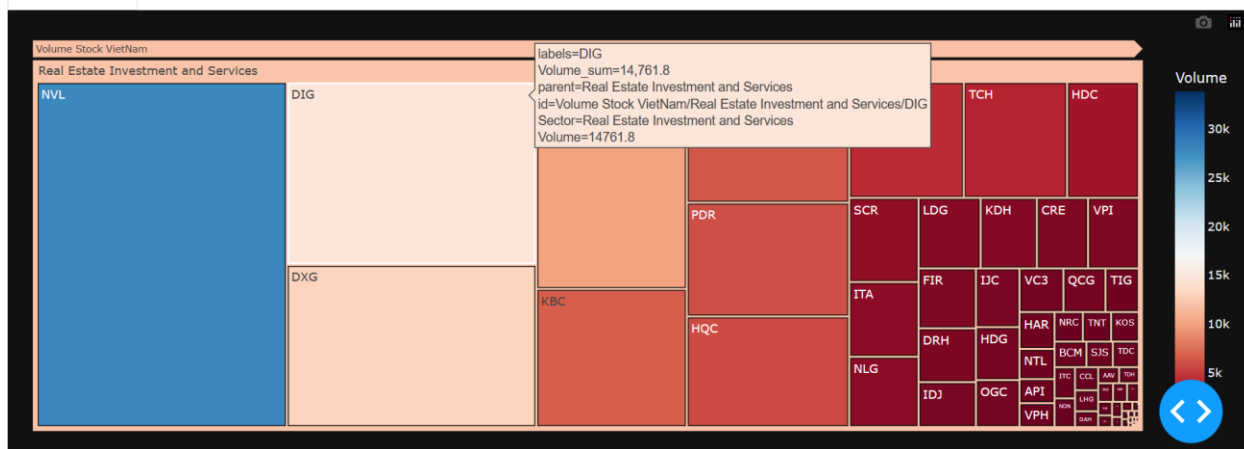 Volume Stock VietNam
Real Estate Investment and Services
labels=DIG
Volume_sum=14,761.8
parent=Real Estate Investment and Services
id=Volume Stock VietNam/Real Estate Investment and Services/DIG
Sector=Real Estate Investment and Services
Volume=14761.8
NVL
DIG
DXG
KBC
PDR
HQC
TCH
HDC
SCR
LDG
KDH
CRE
VPI
ITA
FIR
IJC
VC3
QCG
TIG
HAR
NRC
TNT
KOS
DRH
HDG
NTL
BCM
SJS
TDC
NLG
IDJ
OGC
API
VPH
ITC
CCL
AAV
TDH
NDN
LHG
DAH
Volume
30k
25k
20k
15k
10k
5k